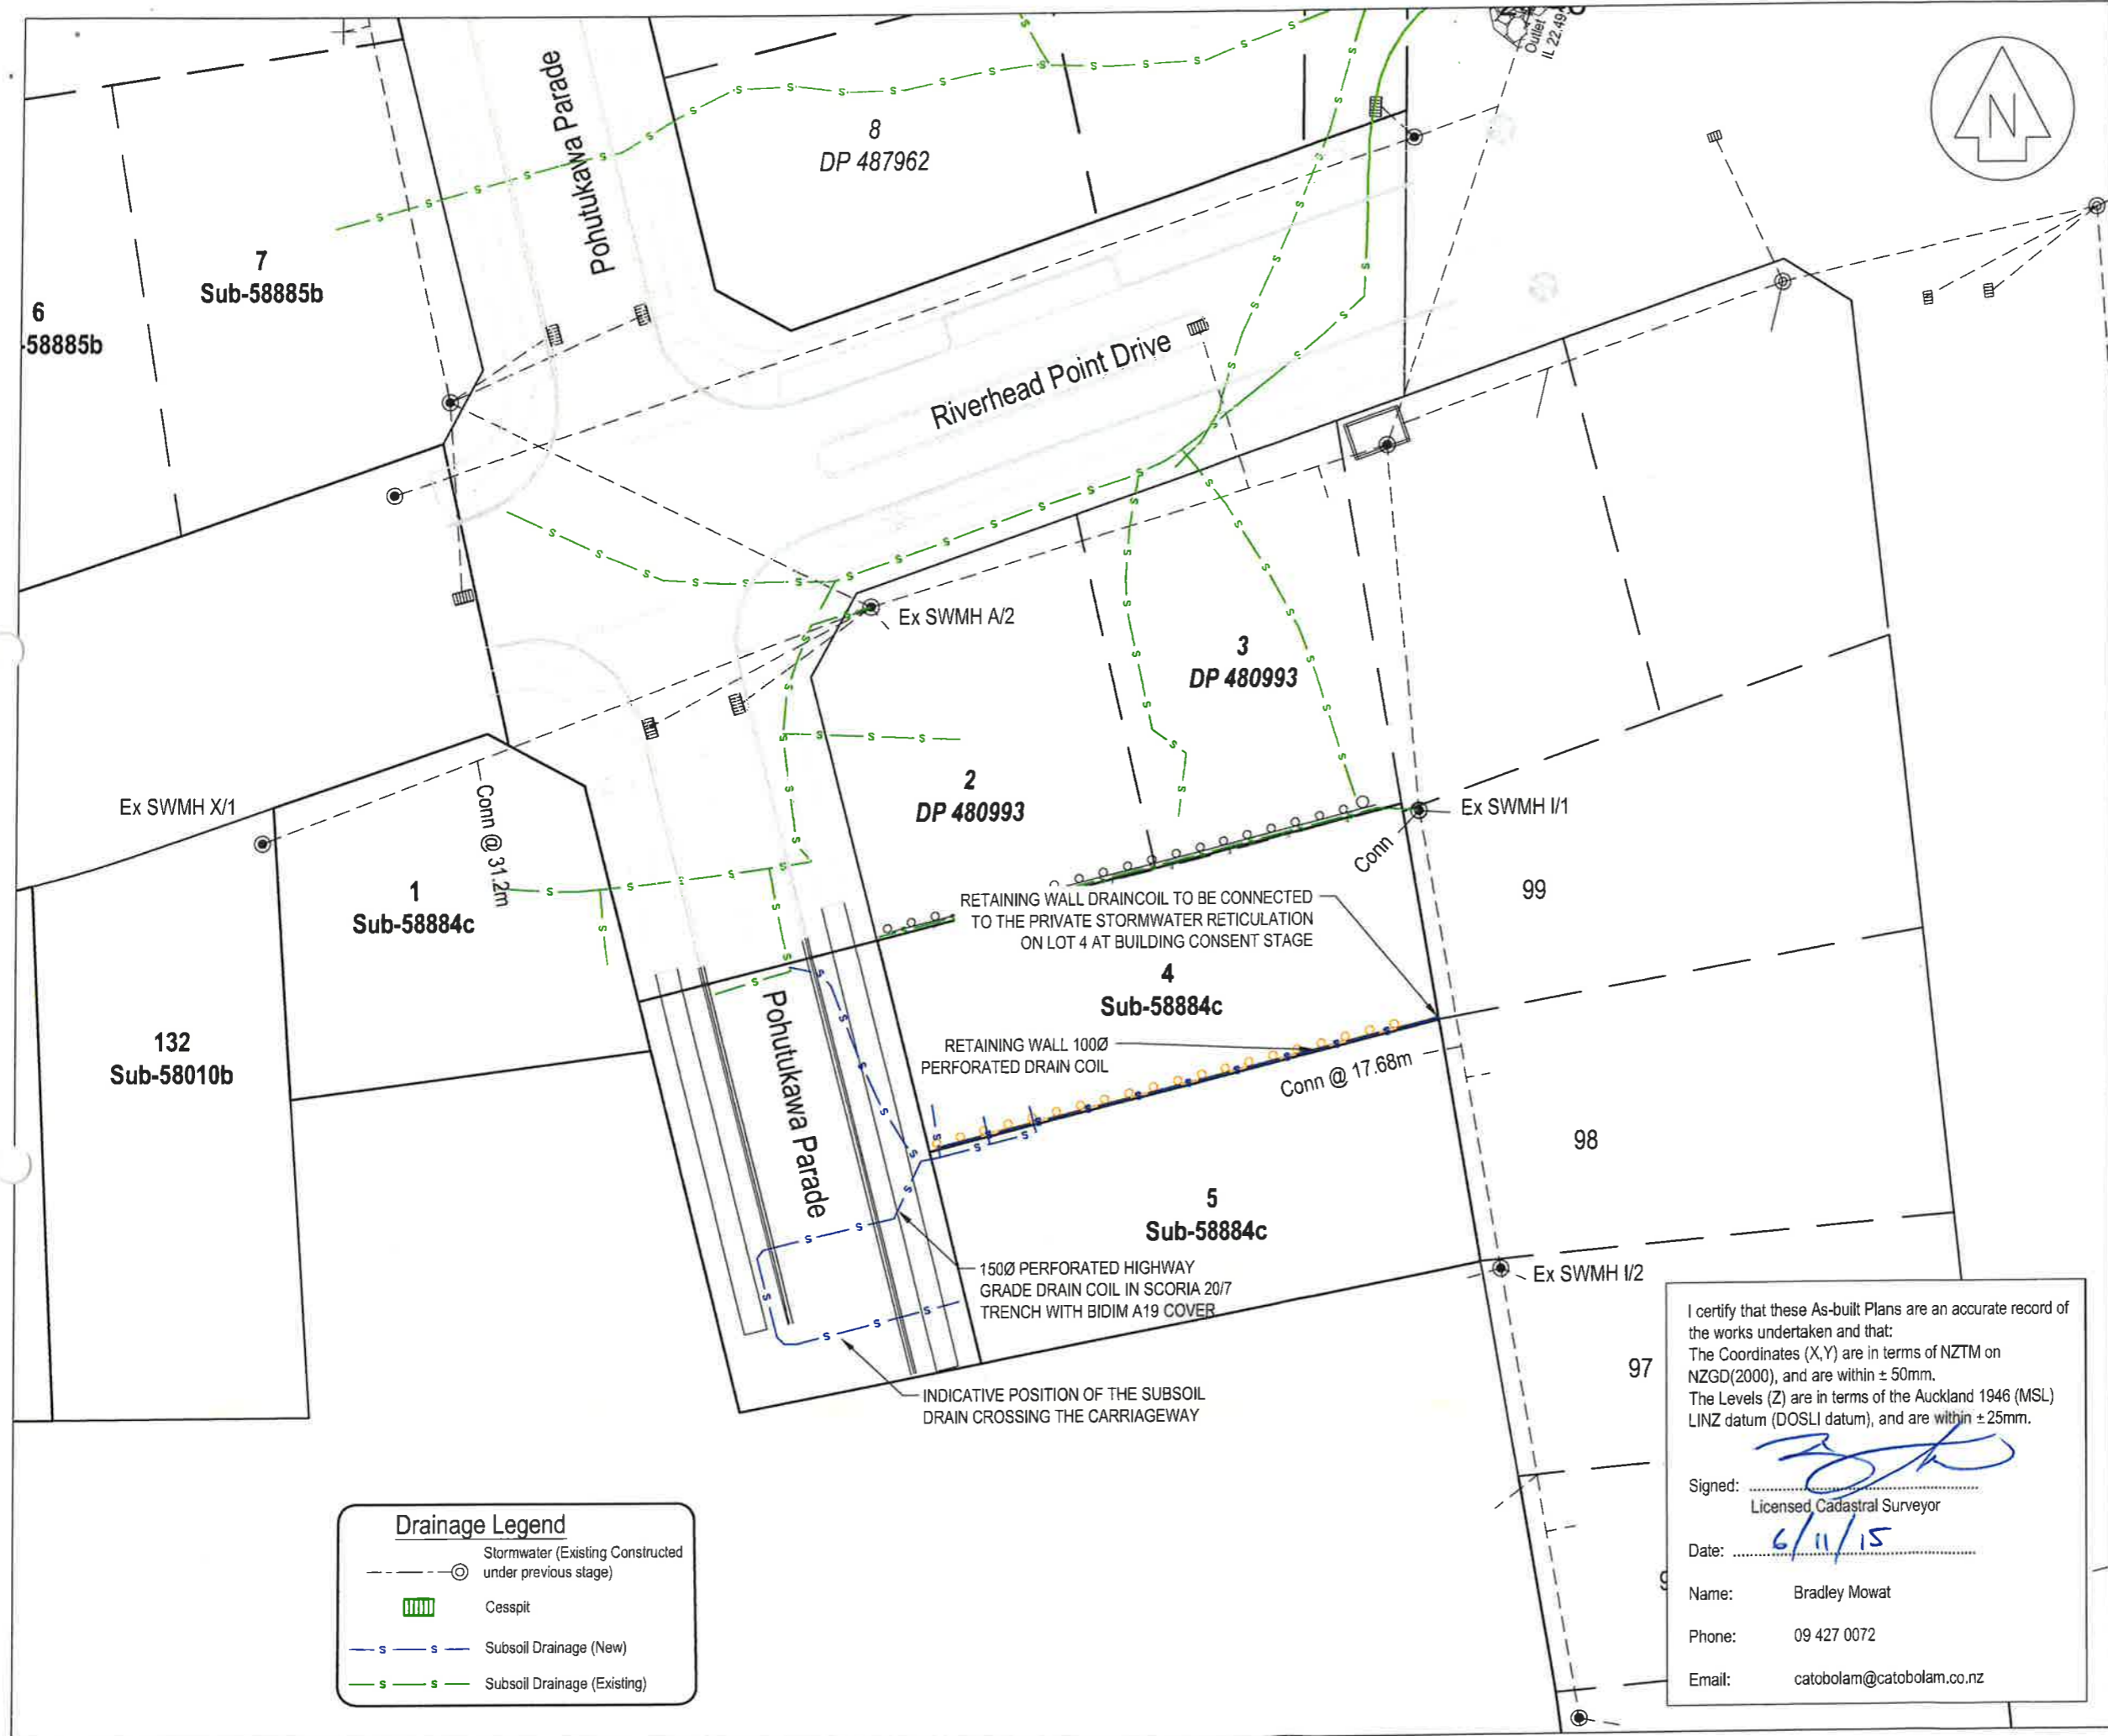 Outlet
IL 22.49
N
Pohutukawa Parade
8
DP 487962
7
Sub-58885b
6
-58885b
Riverhead Point Drive
Ex SWMH A/2
3
DP 480993
2
DP 480993
Ex SWMH X/1
Conn @ 31.2m
1
Sub-58884c
Ex SWMH I/1
Conn
99
RETAINING WALL DRAINCOIL TO BE CONNECTED
TO THE PRIVATE STORMWATER RETICULATION
ON LOT 4 AT BUILDING CONSENT STAGE
4
Sub-58884c
Pohutukawa Parade
132
Sub-58010b
RETAINING WALL 100Ø
PERFORATED DRAIN COIL
Conn @ 17.68m
98
5
Sub-58884c
150Ø PERFORATED HIGHWAY
GRADE DRAIN COIL IN SCORIA 20/7
TRENCH WITH BIDIM A19 COVER
Ex SWMH I/2
97
INDICATIVE POSITION OF THE SUBSOIL
DRAIN CROSSING THE CARRIAGEWAY
I certify that these As-built Plans are an accurate record of
the works undertaken and that:
The Coordinates (X,Y) are in terms of NZTM on
NZGD(2000), and are within ± 50mm.
The Levels (Z) are in terms of the Auckland 1946 (MSL)
LINZ datum (DOSLI datum), and are within ±25mm.
Signed:
Licensed Cadastral Surveyor
Date: 6/11/15
Name: Bradley Mowat
Phone: 09 427 0072
Email: catobolam@catobolam.co.nz
Drainage Legend
Stormwater (Existing Constructed
under previous stage)
Cesspit
s s Subsoil Drainage (New)
s s Subsoil Drainage (Existing)